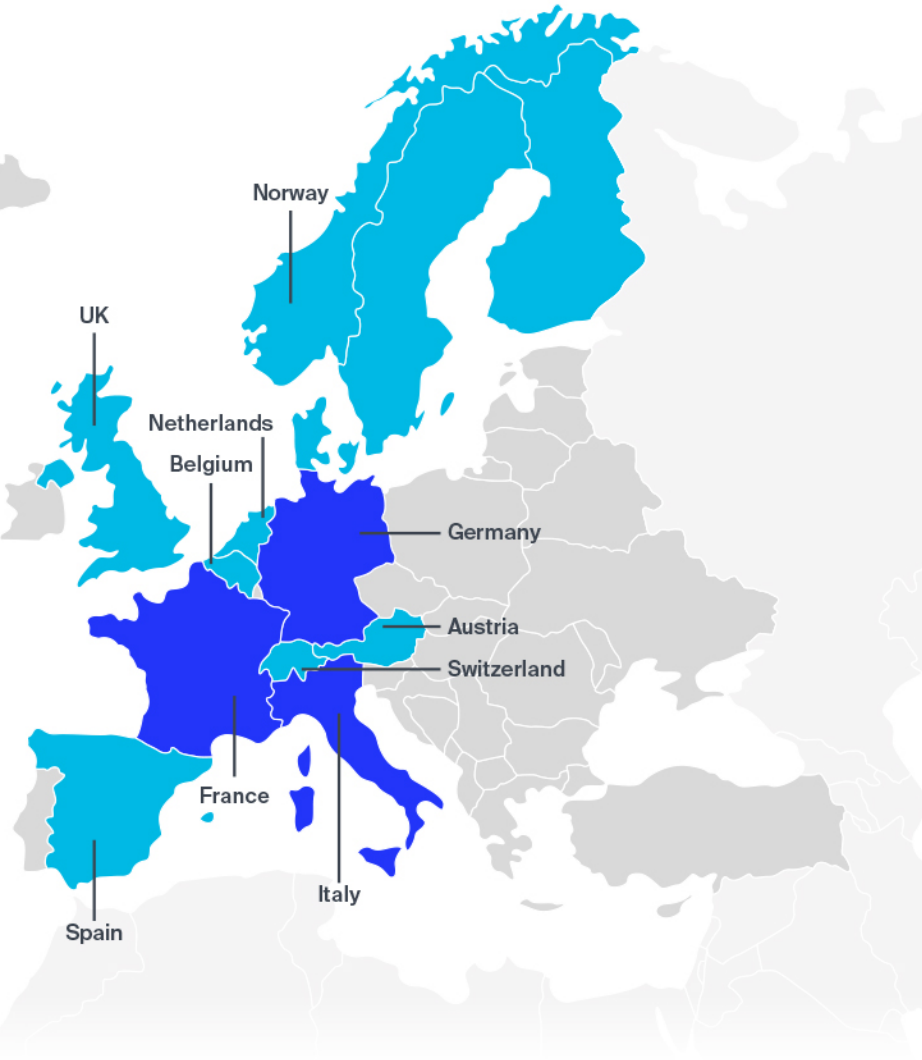 Norway
UK
Netherlands
Belgium
Germany
Austria
Switzerland
France
Italy
Spain